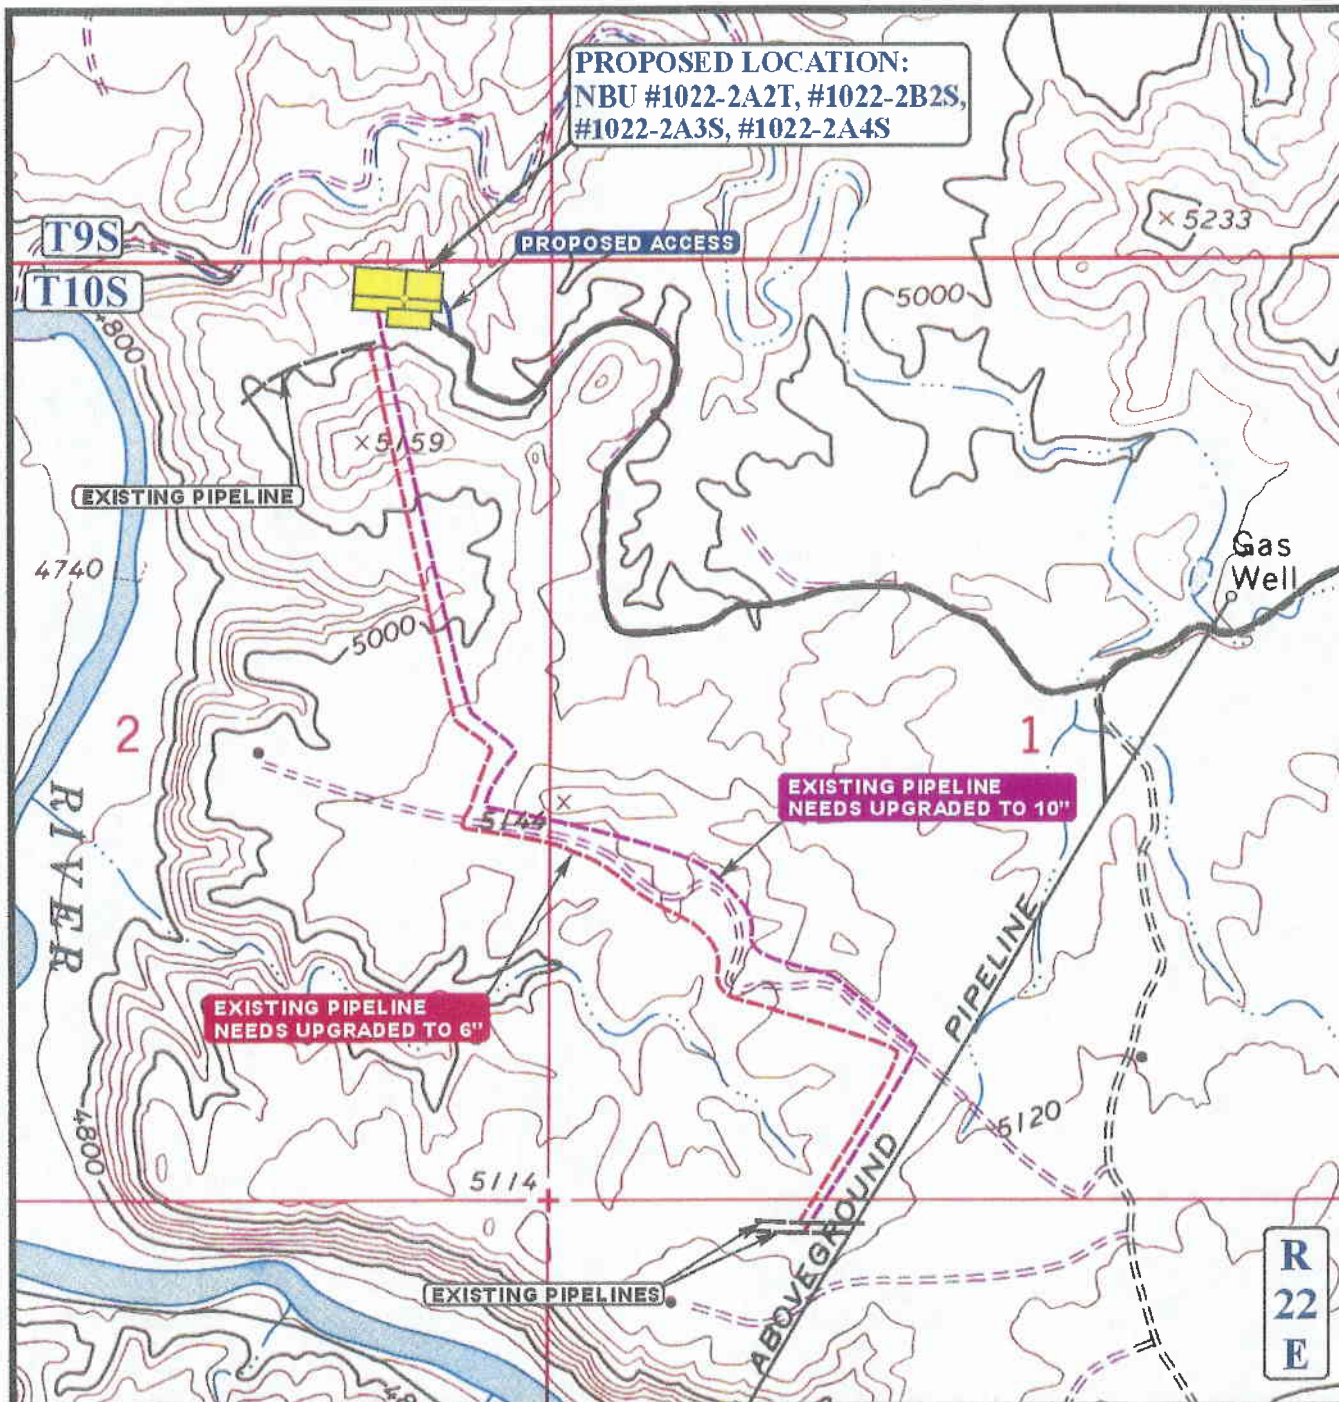 PROPOSED LOCATION:
NBU #1022-2A2T, #1022-2B2S,
#1022-2A3S, #1022-2A4S
T9S
PROPOSED ACCESS
× 5233
T10S
5000
4800
×5159
EXISTING PIPELINE
4740
Gas
Well
5000
2
1
EXISTING PIPELINE
NEEDS UPGRADED TO 10"
5144
×
RIVER
PIPELINE
EXISTING PIPELINE
NEEDS UPGRADED TO 6"
5120
4800
5114
ABOVEGROUND
EXISTING PIPELINES
R
22
E